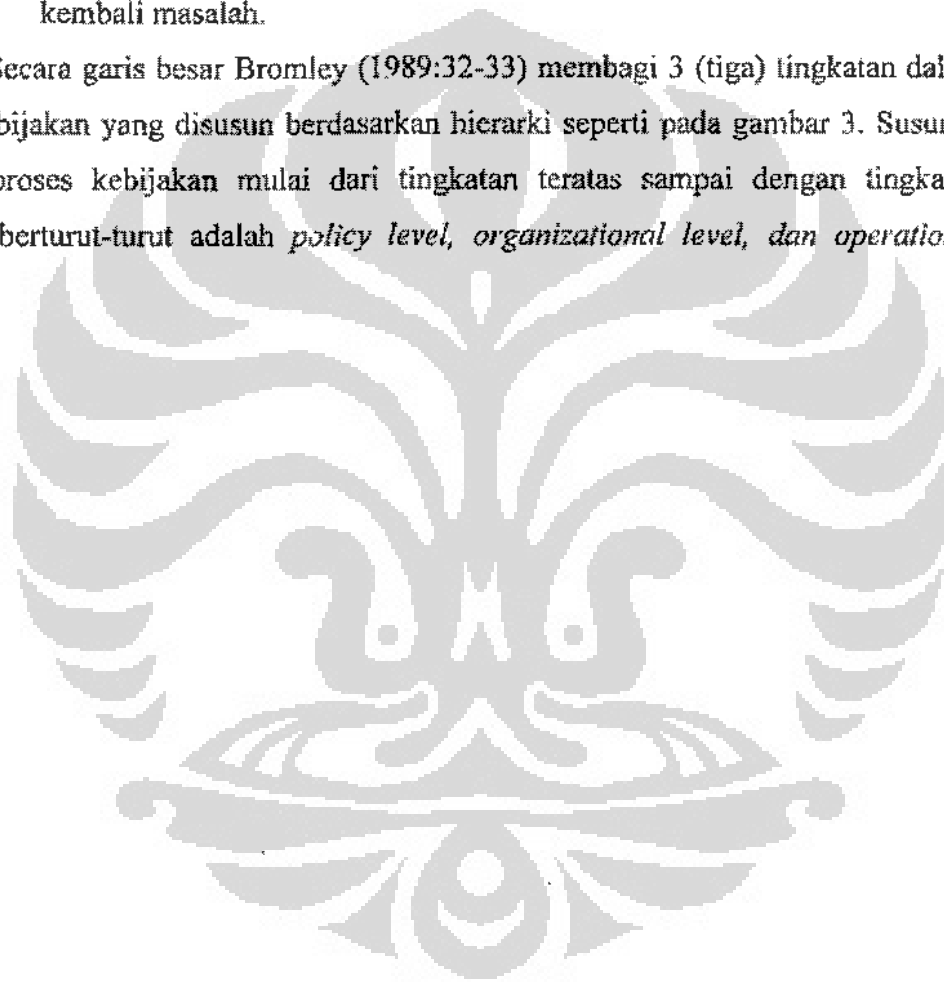 kembali masalah.
Secara garis besar Bromley (1989:32-33) membagi 3 (tiga) tingkatan dal
bijakan yang disusun berdasarkan hierarki seperti pada gambar 3. Susun
proses kebijakan mulai dari tingkatan teratas sampai dengan tingka
berturut-turut adalah policy level, organizational level, dan operation